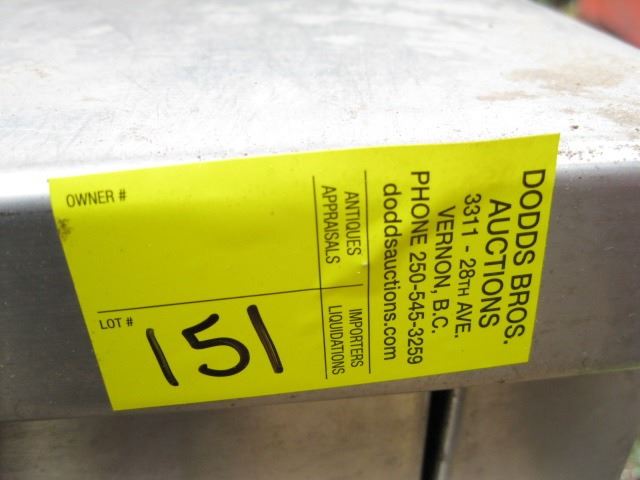 DODDS BROS.
AUCTIONS
3311 - 28TH AVE.
VERNON, B.C.
PHONE 250-545-3259
doddsauctions.com
ANTIQUES IMPORTERS
APPRAISALS LIQUIDATIONS
OWNER #
LOT #
151